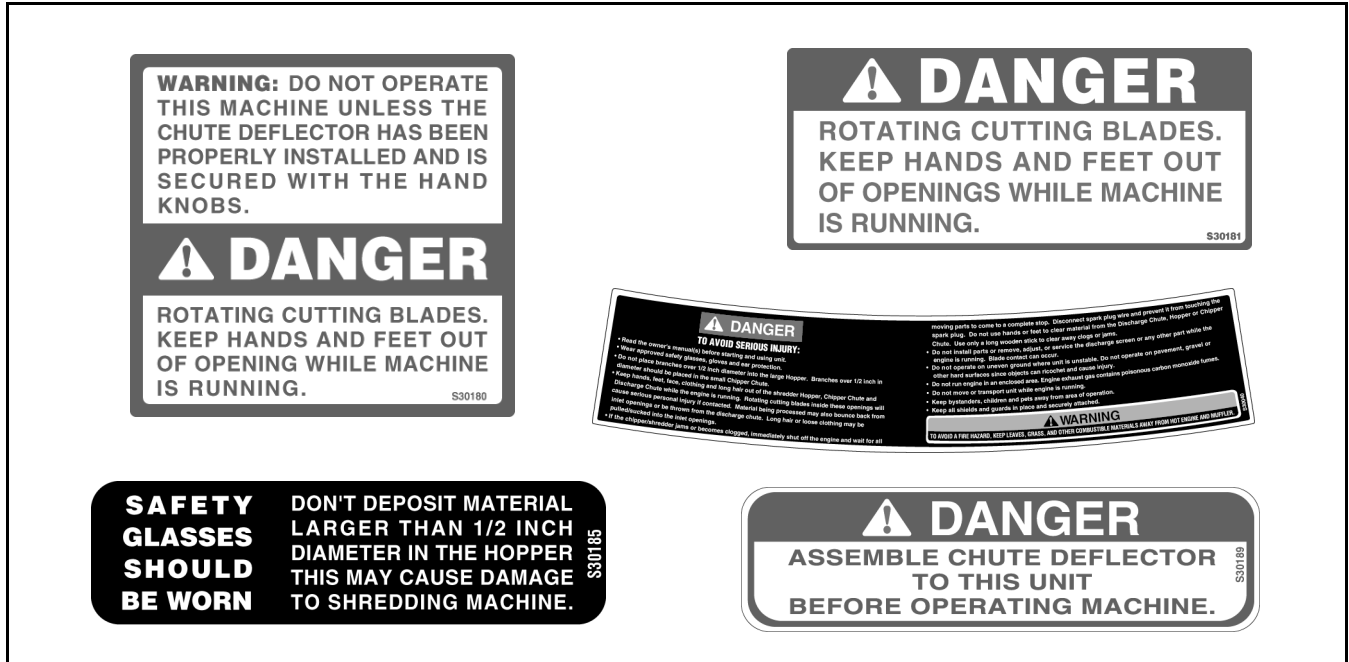 WARNING: DO NOT OPERATE
THIS MACHINE UNLESS THE
CHUTE DEFLECTOR HAS BEEN
PROPERLY INSTALLED AND IS
SECURED WITH THE HAND
KNOBS.
DANGER
ROTATING CUTTING BLADES.
KEEP HANDS AND FEET OUT
OF OPENING WHILE MACHINE
IS RUNNING.
S30180
DANGER
ROTATING CUTTING BLADES.
KEEP HANDS AND FEET OUT
OF OPENINGS WHILE MACHINE
IS RUNNING.
S30181
DANGER
TO AVOID SERIOUS INJURY:
• Read the owner's manual(s) before starting and using unit.
• Wear approved safety glasses, gloves and ear protection.
• Do not place branches over 1/2 inch diameter into the large Hopper. Branches over 1/2 inch in
diameter should be placed in the small Chipper Chute.
• Keep hands, feet, face, clothing and long hair out of the shredder Hopper, Chipper Chute and
Discharge Chute while the engine is running. Rotating cutting blades inside these openings will
cause serious personal injury if contacted. Material being processed may also bounce back from
inlet openings or be thrown from the discharge chute. Long hair or loose clothing may be
pulled/sucked into the inlet openings.
• If the chipper/shredder jams or becomes clogged, immediately shut off the engine and wait for all
moving parts to come to a complete stop. Disconnect spark plug wire and prevent it from touching the
spark plug. Do not use hands or feet to clear material from the Discharge Chute, Hopper or Chipper
Chute. Use only a long wooden stick to clear away clogs or jams.
• Do not install parts or remove, adjust, or service the discharge screen or any other part while the
engine is running. Blade contact can occur.
• Do not operate on uneven ground where unit is unstable. Do not operate on pavement, gravel or
other hard surfaces since objects can ricochet and cause injury.
• Do not run engine in an enclosed area. Engine exhaust gas contains poisonous carbon monoxide fumes.
• Do not move or transport unit while engine is running.
• Keep bystanders, children and pets away from area of operation.
• Keep all shields and guards in place and securely attached.
WARNING
TO AVOID A FIRE HAZARD, KEEP LEAVES, GRASS, AND OTHER COMBUSTIBLE MATERIALS AWAY FROM HOT ENGINE AND MUFFLER.
SAFETY
GLASSES
SHOULD
BE WORN
DON'T DEPOSIT MATERIAL
LARGER THAN 1/2 INCH
DIAMETER IN THE HOPPER
THIS MAY CAUSE DAMAGE
TO SHREDDING MACHINE.
S30185
DANGER
ASSEMBLE CHUTE DEFLECTOR
TO THIS UNIT
BEFORE OPERATING MACHINE.
S30189